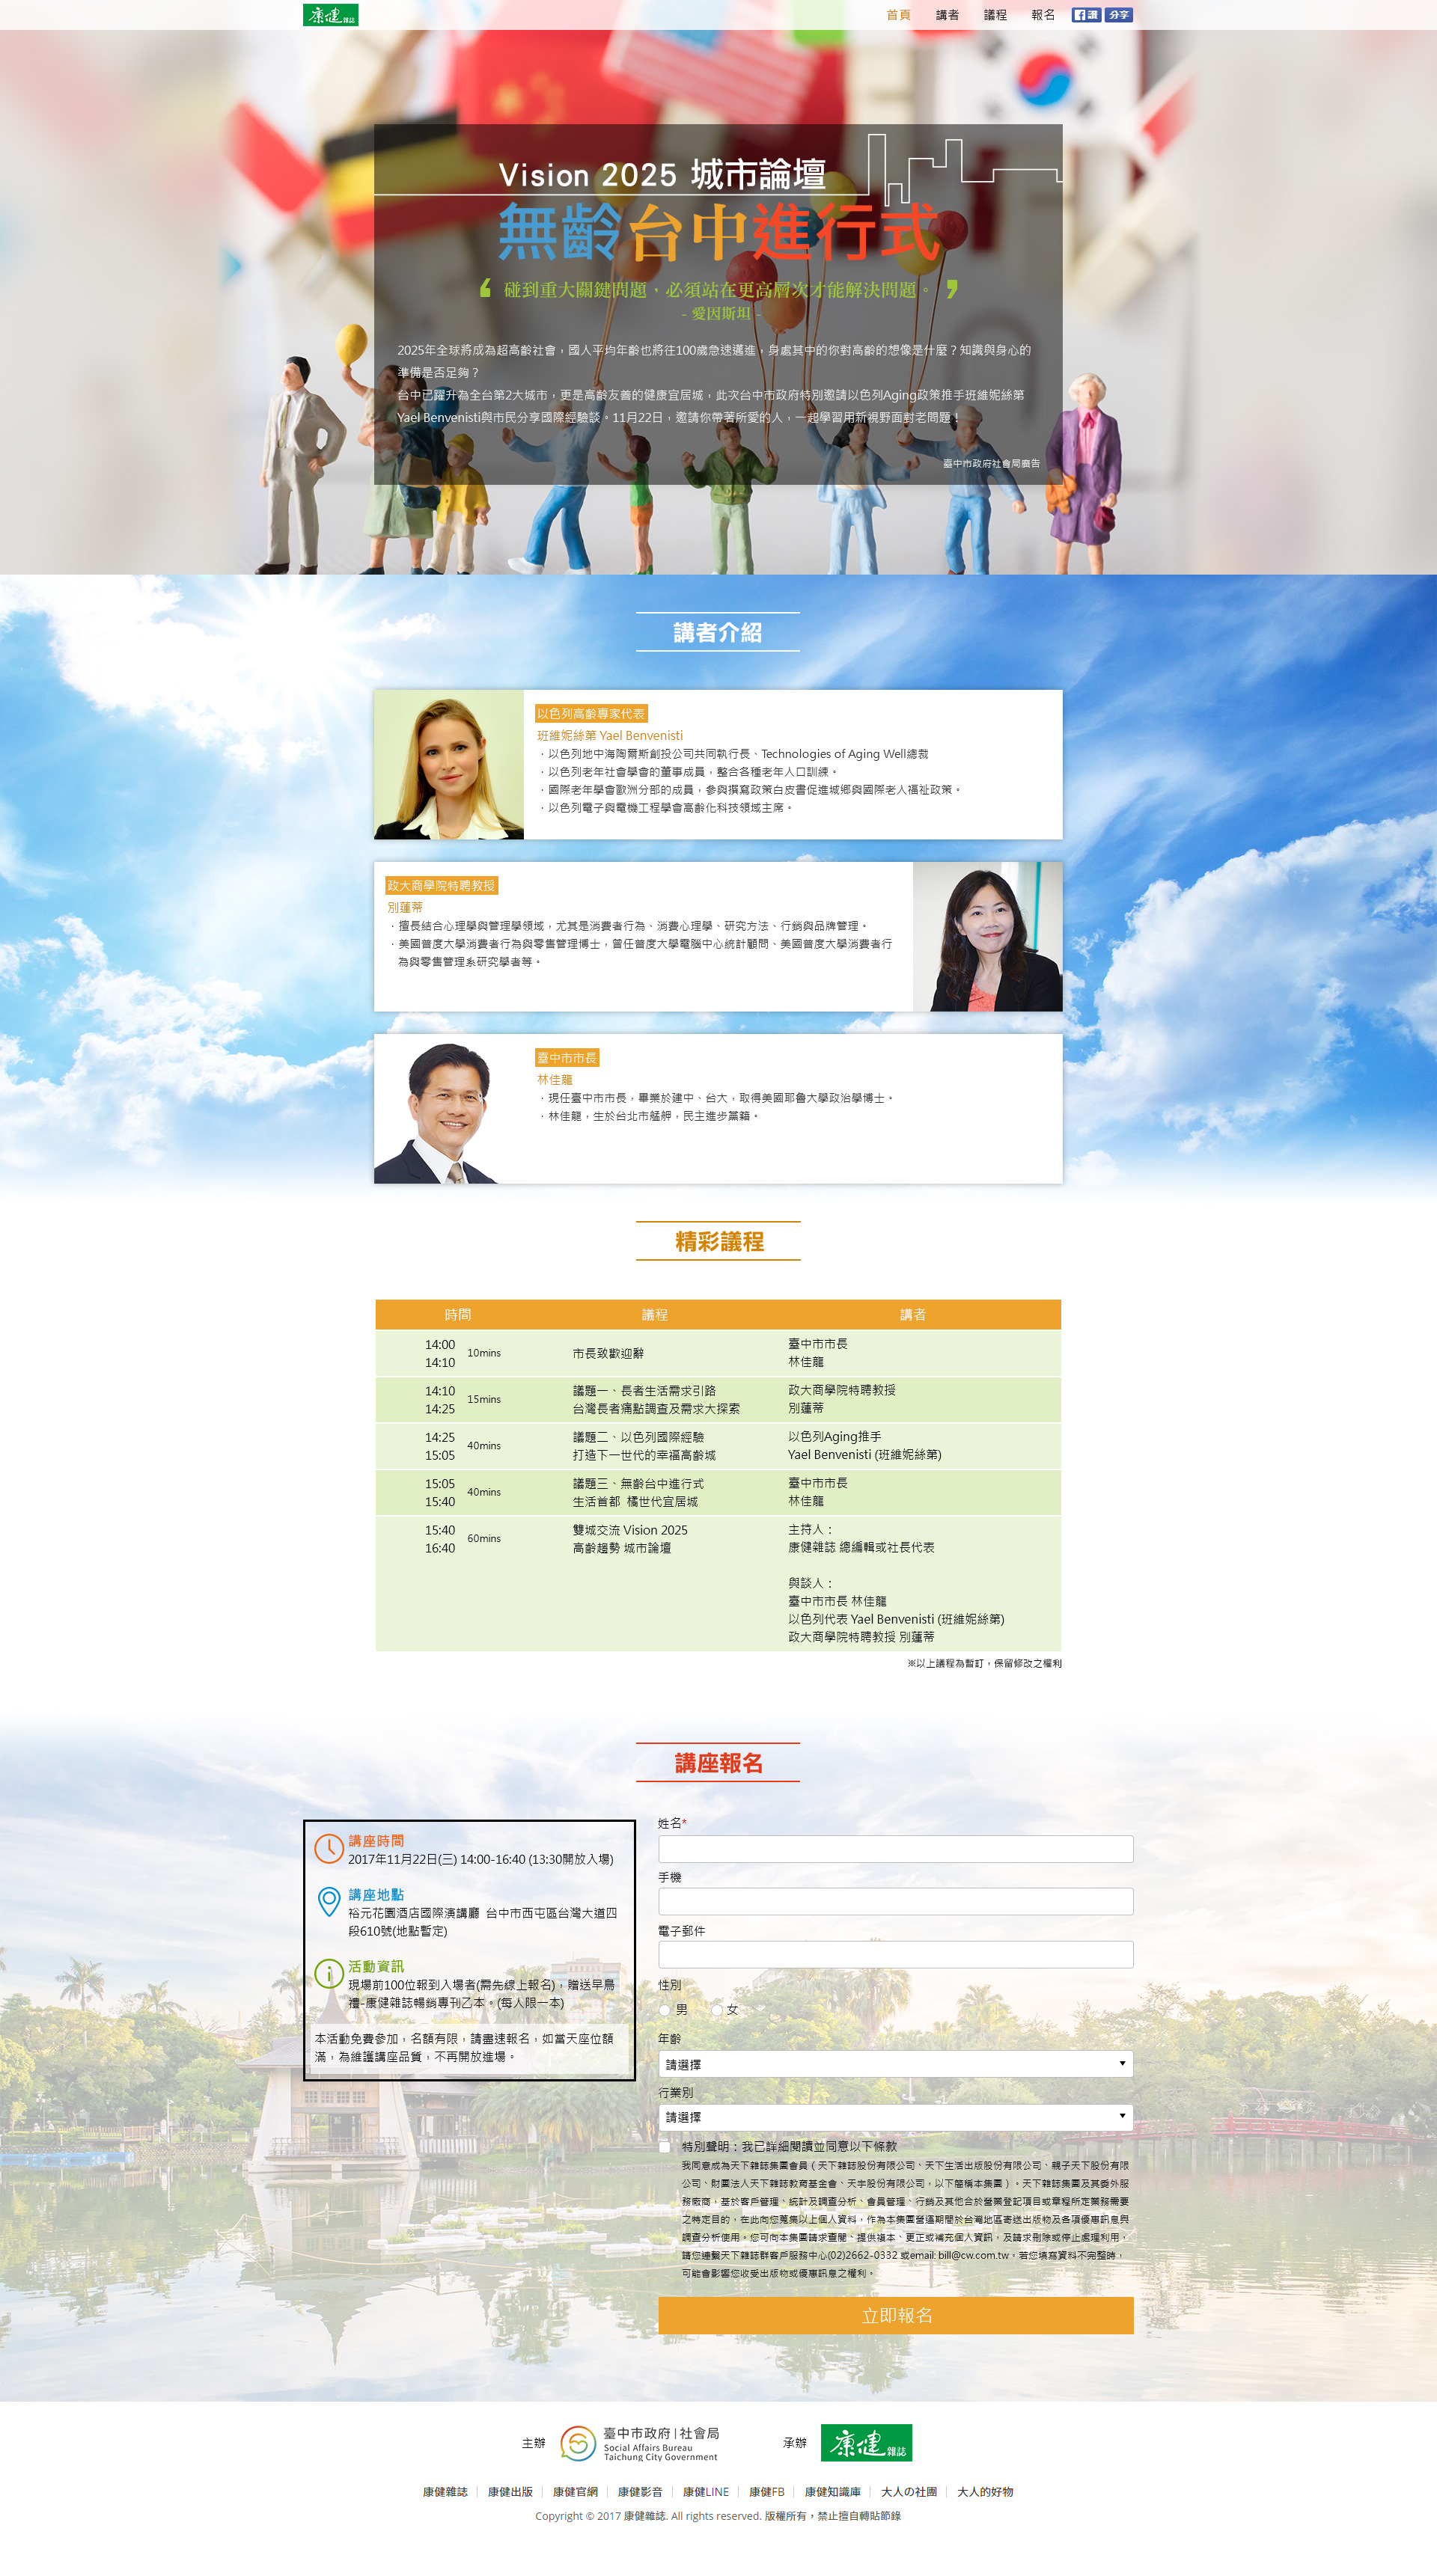 康健雜誌
首頁 講者 議程 報名 讚 分享
Vision 2025 城市論壇
無齡台中進行式
碰到重大關鍵問題，必須站在更高層次才能解決問題。
- 愛因斯坦 -
2025年全球將成為超高齡社會，國人平均年齡也將往100歲急速邁進，身處其中的你對高齡的想像是什麼？知識與身心的
準備是否足夠？
台中已躍升為全台第2大城市，更是高齡友善的健康宜居城，此次台中市政府特別邀請以色列Aging政策推手班維妮絲第
Yael Benvenisti與市民分享國際經驗談。11月22日，邀請你帶著所愛的人，一起學習用新視野面對老問題！
臺中市政府社會局廣告
講者介紹
以色列高齡專家代表
班維妮絲第 Yael Benvenisti
．以色列地中海陶爾斯創投公司共同執行長、Technologies of Aging Well總裁
．以色列老年社會學會的董事成員，整合各種老年人口訓練。
．國際老年學會歐洲分部的成員，參與撰寫政策白皮書促進城鄉與國際老人福祉政策。
．以色列電子與電機工程學會高齡化科技領域主席。
政大商學院特聘教授
別蓮蒂
．擅長結合心理學與管理學領域，尤其是消費者行為、消費心理學、研究方法、行銷與品牌管理。
．美國普度大學消費者行為與零售管理博士，曾任普度大學電腦中心統計顧問、美國普度大學消費者行
為與零售管理系研究學者等。
臺中市市長
林佳龍
．現任臺中市市長，畢業於建中、台大，取得美國耶魯大學政治學博士。
．林佳龍，生於台北市艋舺，民主進步黨籍。
精彩議程
時間 議程 講者
14:00
14:10
10mins
市長致歡迎辭
臺中市市長
林佳龍
14:10
14:25
15mins
議題一、長者生活需求引路
台灣長者痛點調查及需求大探索
政大商學院特聘教授
別蓮蒂
14:25
15:05
40mins
議題二、以色列國際經驗
打造下一世代的幸福高齡城
以色列Aging推手
Yael Benvenisti (班維妮絲第)
15:05
15:40
40mins
議題三、無齡台中進行式
生活首都 橘世代宜居城
臺中市市長
林佳龍
15:40
16:40
60mins
雙城交流 Vision 2025
高齡趨勢 城市論壇
主持人：
康健雜誌 總編輯或社長代表
與談人：
臺中市市長 林佳龍
以色列代表 Yael Benvenisti (班維妮絲第)
政大商學院特聘教授 別蓮蒂
※以上議程為暫訂，保留修改之權利
講座報名
講座時間
2017年11月22日(三) 14:00-16:40 (13:30開放入場)
講座地點
裕元花園酒店國際演講廳 台中市西屯區台灣大道四
段610號(地點暫定)
活動資訊
現場前100位報到入場者(需先線上報名)，贈送早鳥
禮-康健雜誌暢銷專刊乙本。(每人限一本)
本活動免費參加，名額有限，請盡速報名，如當天座位額
滿，為維護講座品質，不再開放進場。
姓名*
手機
電子郵件
性別
男 女
年齡
請選擇
行業別
請選擇
特別聲明：我已詳細閱讀並同意以下條款
我同意成為天下雜誌集團會員（天下雜誌股份有限公司、天下生活出版股份有限公司、親子天下股份有限
公司、財團法人天下雜誌教育基金會、天宇股份有限公司，以下簡稱本集團）。天下雜誌集團及其委外服
務廠商，基於客戶管理、統計及調查分析、會員管理、行銷及其他合於營業登記項目或章程所定業務需要
之特定目的，在此向您蒐集以上個人資料，作為本集團營運期間於台灣地區寄送出版物及各項優惠訊息與
調查分析使用。您可向本集團請求查閱、提供複本、更正或補充個人資訊，及請求刪除或停止處理利用，
請您連繫天下雜誌群客戶服務中心(02)2662-0332 或email: bill@cw.com.tw。若您填寫資料不完整時，
可能會影響您收受出版物或優惠訊息之權利。
立即報名
主辦
臺中市政府|社會局
Social Affairs Bureau
Taichung City Government
承辦
康健雜誌
康健雜誌 康健出版 康健官網 康健影音 康健LINE 康健FB 康健知識庫 大人の社團 大人的好物
Copyright © 2017 康健雜誌. All rights reserved. 版權所有，禁止擅自轉貼節錄